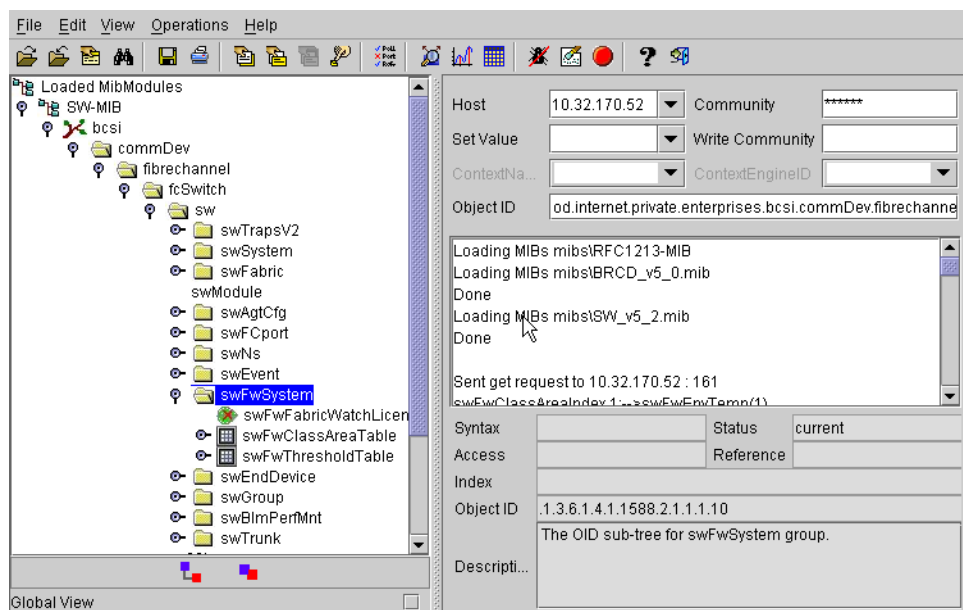 File Edit View Operations Help
Loaded MibModules
SW-MIB
bcsi
commDev
fibrechannel
fcSwitch
sw
swTrapsV2
swSystem
swFabric
swModule
swAgtCfg
swFCport
swNs
swEvent
swFwSystem
swFwFabricWatchLicen
swFwClassAreaTable
swFwThresholdTable
swEndDevice
swGroup
swBlmPerfMnt
swTrunk
Global View
Host 10.32.170.52 Community ******
Set Value Write Community
ContextNa... ContextEngineID
Object ID od.internet.private.enterprises.bcsi.commDev.fibrechanne
Loading MIBs mibs\RFC1213-MIB
Loading MIBs mibs\BRCD_v5_0.mib
Done
Loading MIBs mibs\SW_v5_2.mib
Done
Sent get request to 10.32.170.52 : 161
swFwClassAreaIndex.1:-->swFwEnvTemp(1)
Syntax Status current
Access Reference
Index
Object ID .1.3.6.1.4.1.1588.2.1.1.1.10
Descripti... The OID sub-tree for swFwSystem group.